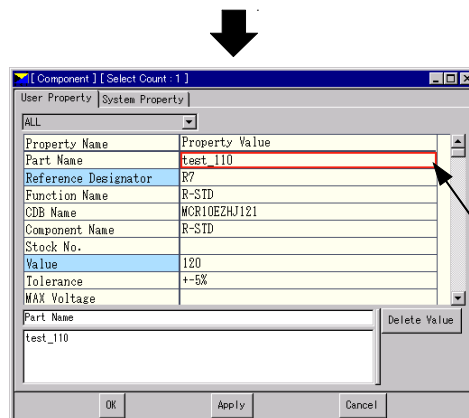 [ Component ] [ Select Count : 1 ]
User Property System Property
ALL
Property Name Property Value
Part Name test_110
Reference Designator R7
Function Name R-STD
CDB Name MCR10EZHJ121
Component Name R-STD
Stock No.
Value 120
Tolerance +-5%
MAX Voltage
Part Name Delete Value
test_110
OK Apply Cancel